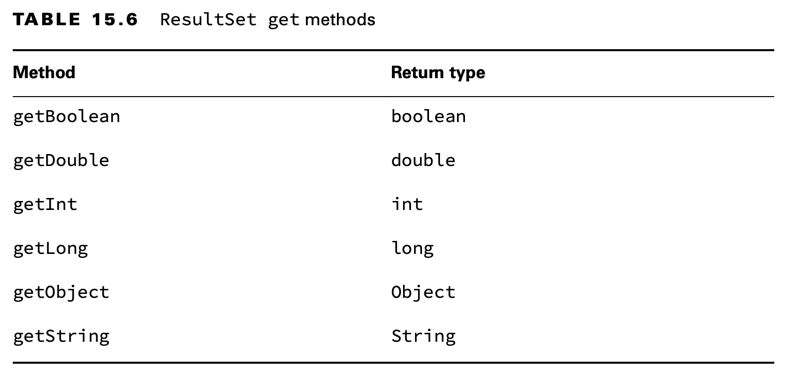 TABLE 15.6 ResultSet get methods
Method Return type
getBoolean boolean
getDouble double
getInt int
getLong long
getObject Object
getString String